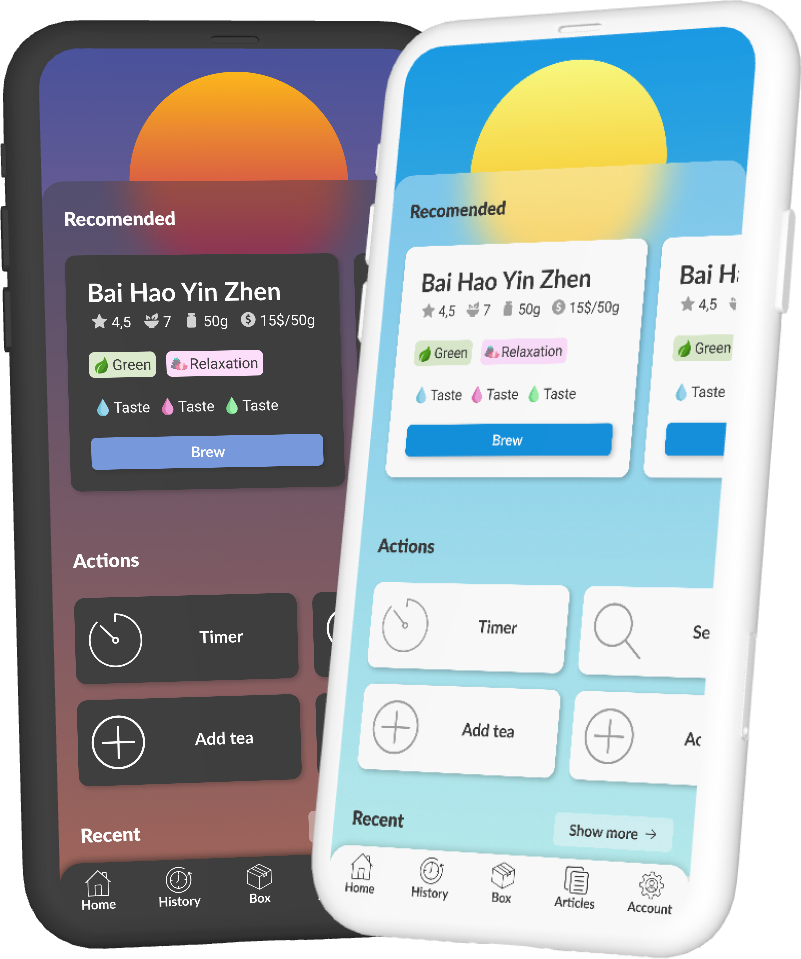 Recomended
Bai Hao Yin Zhen
4,5 7 50g 15$/50g
Green Relaxation
Taste Taste Taste
Brew
Actions
Timer
Add tea
Recent
Home History Box
Recomended
Bai Hao Yin Zhen
4,5 7 50g 15$/50g
Green Relaxation
Taste Taste Taste
Brew
Bai H
4,5
Green
Taste
Actions
Timer
Se
Add tea
Ac
Recent
Show more →
Home History Box Articles Account